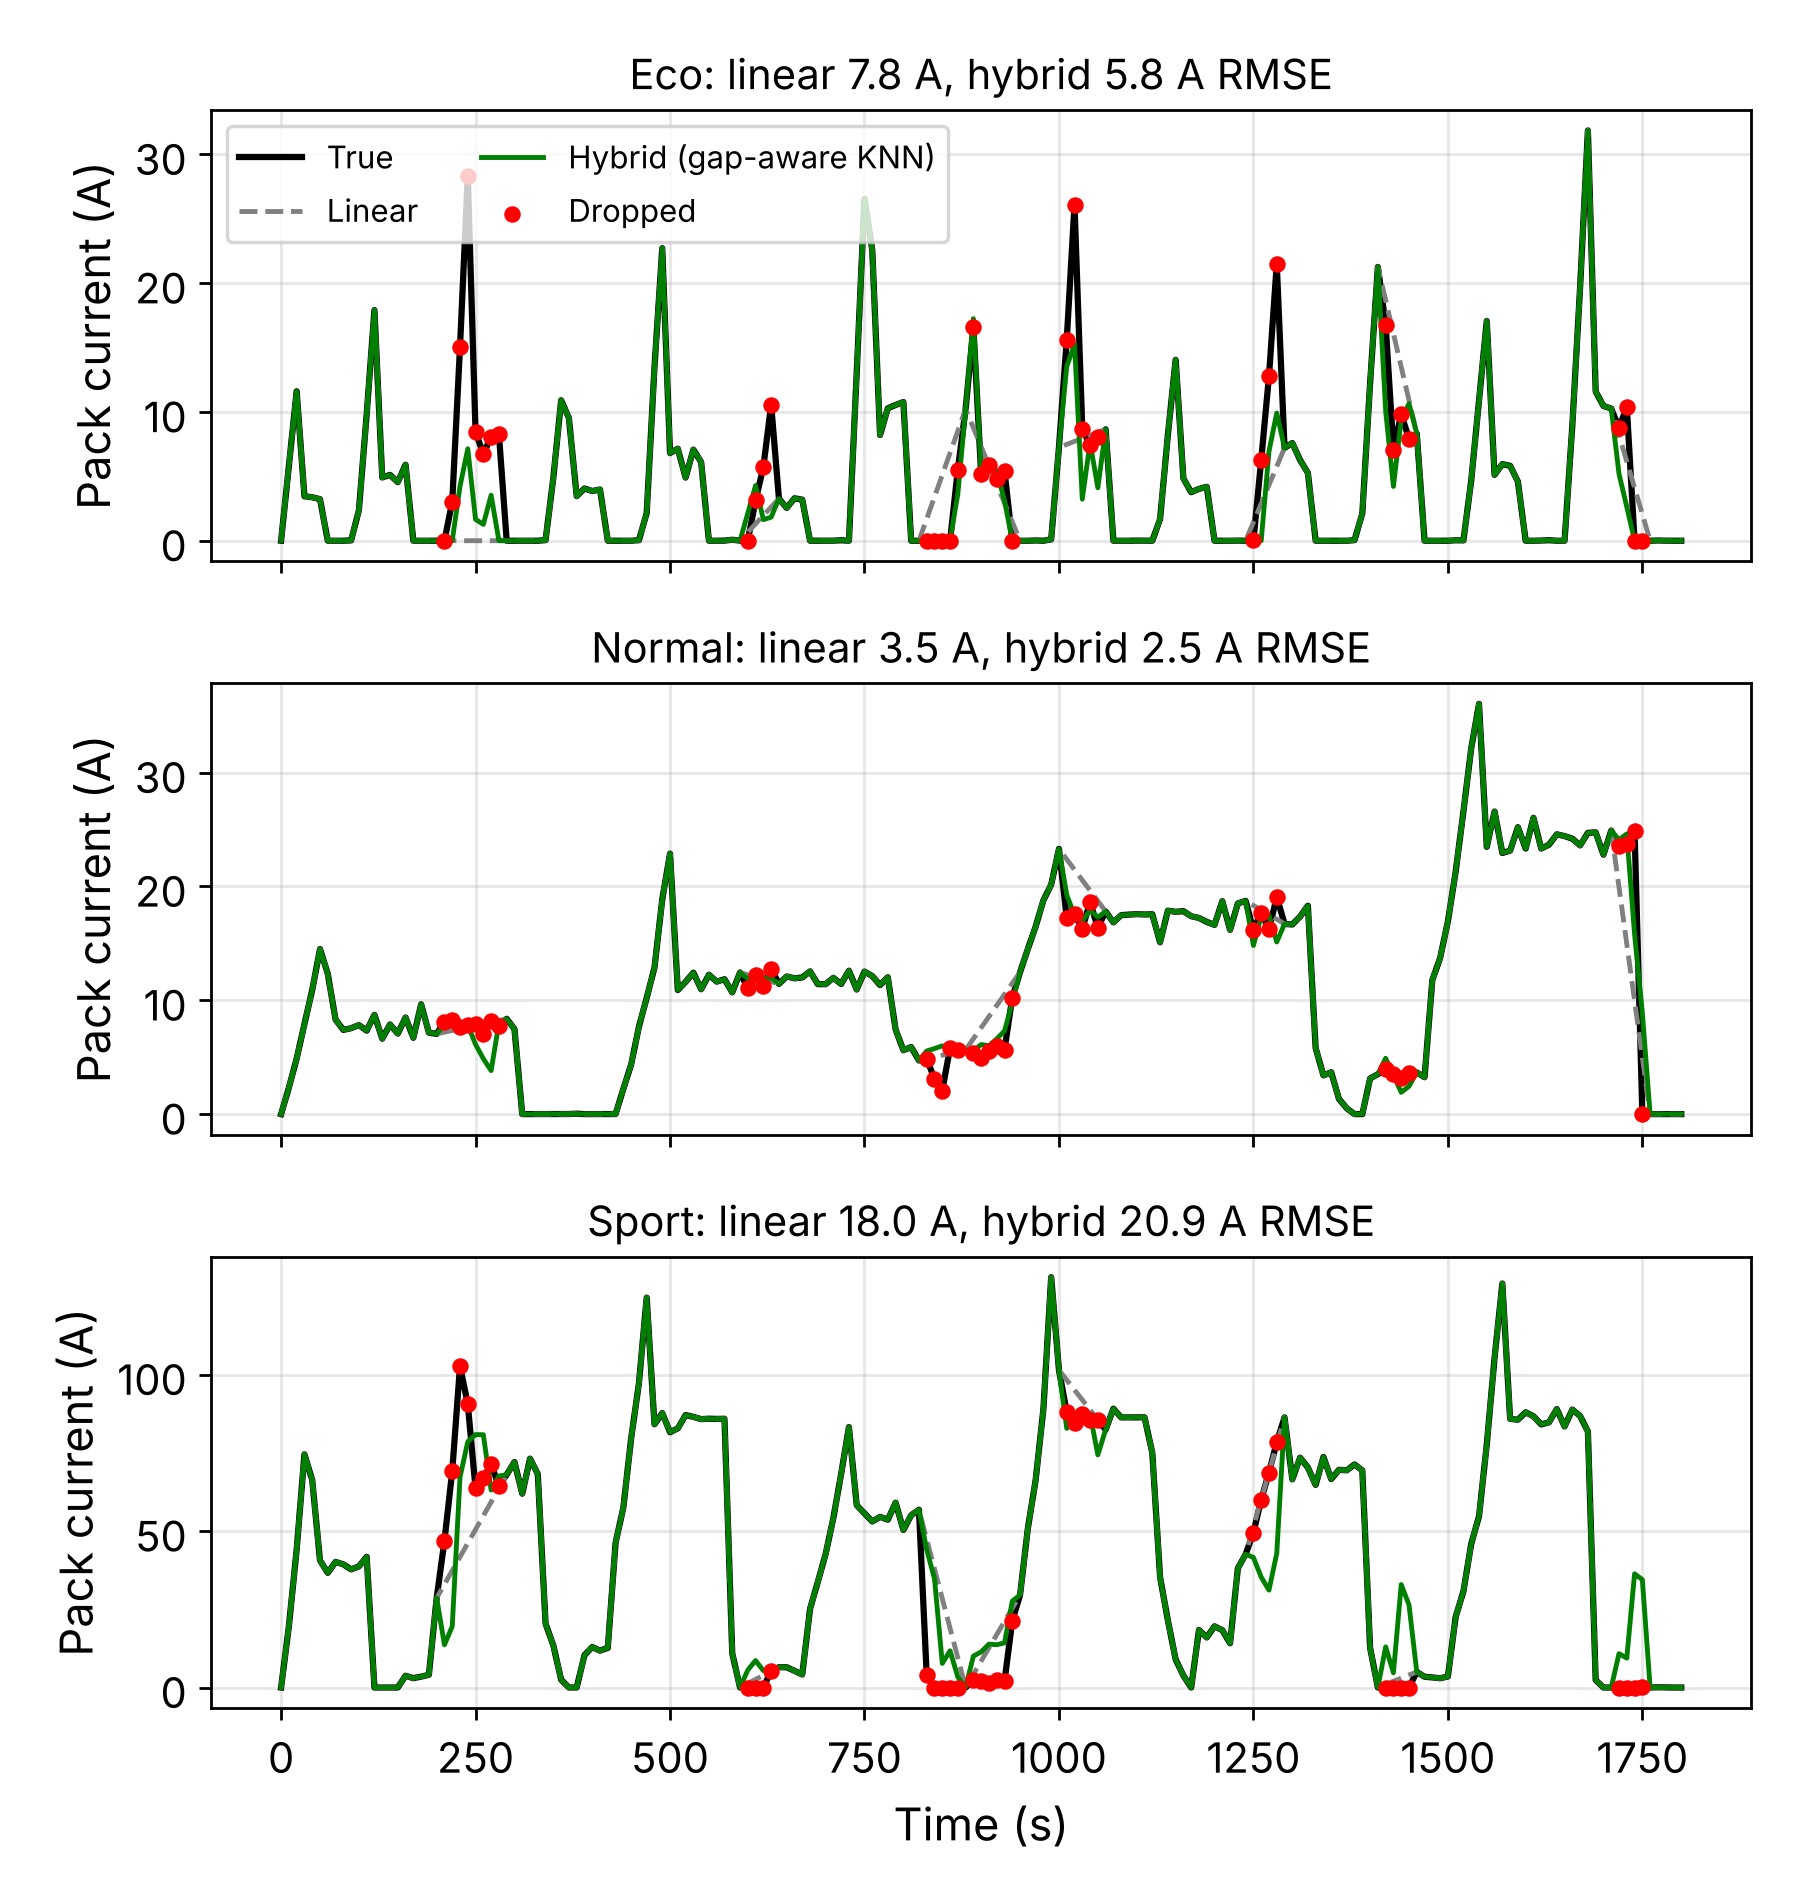 Eco: linear 7.8 A, hybrid 5.8 A RMSE
True
Hybrid (gap-aware KNN)
Linear
Dropped
Pack current (A)
30
20
10
0
Normal: linear 3.5 A, hybrid 2.5 A RMSE
Pack current (A)
30
20
10
0
Sport: linear 18.0 A, hybrid 20.9 A RMSE
Pack current (A)
100
50
0
0 250 500 750 1000 1250 1500 1750
Time (s)